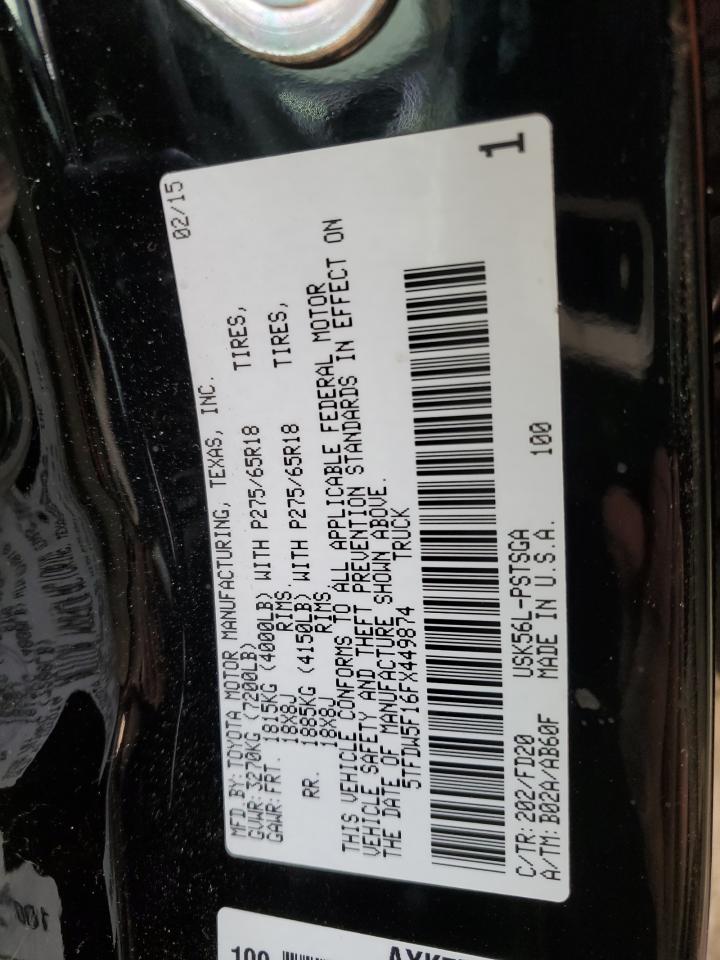 MFD BY:TOYOTA MOTOR MANUFACTURING, TEXAS, INC. 02/15
GVWR:3270KG (7200LB)
GAWR:FRT. 1815KG (4000LB) WITH P275/65R18 TIRES,
18X8J RIMS.
RR. 1885KG (4150LB) WITH P275/65R18 TIRES,
18X8J RIMS.
THIS VEHICLE CONFORMS TO ALL APPLICABLE FEDERAL MOTOR
VEHICLE SAFETY AND THEFT PREVENTION STANDARDS IN EFFECT ON
THE DATE OF MANUFACTURE SHOWN ABOVE.
5TFDW5F16FX449874 TRUCK
1
C/TR:202/FD20 USK56L-PSTSGA 100
A/TM:B02A/AB60F MADE IN U.S.A.
100